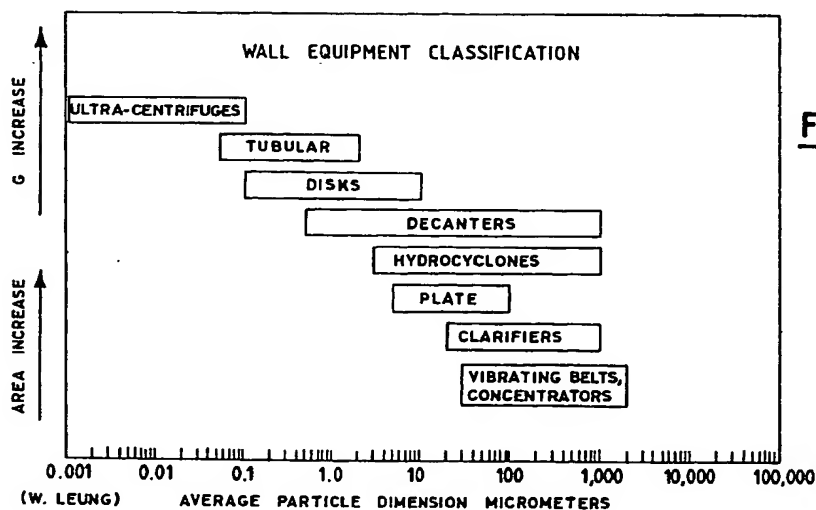 WALL EQUIPMENT CLASSIFICATION
G INCREASE
AREA INCREASE
ULTRA-CENTRIFUGES
TUBULAR
DISKS
DECANTERS
HYDROCYCLONES
PLATE
CLARIFIERS
VIBRATING BELTS,
CONCENTRATORS
F
0.001 0.01 0.1 1.0 10 100 1,000 10,000 100,000
(W. LEUNG) AVERAGE PARTICLE DIMENSION MICROMETERS